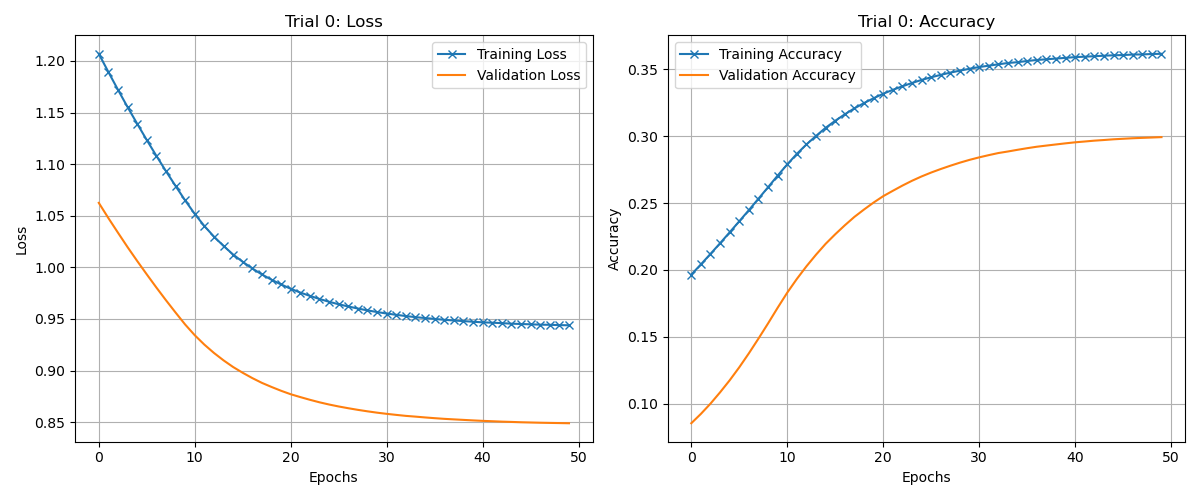 Trial 0: Loss
Training Loss
Validation Loss
1.20
1.15
1.10
1.05
1.00
0.95
0.90
0.85
Loss
0 10 20 30 40 50
Epochs
Trial 0: Accuracy
Training Accuracy
Validation Accuracy
0.35
0.30
0.25
0.20
0.15
0.10
Accuracy
0 10 20 30 40 50
Epochs